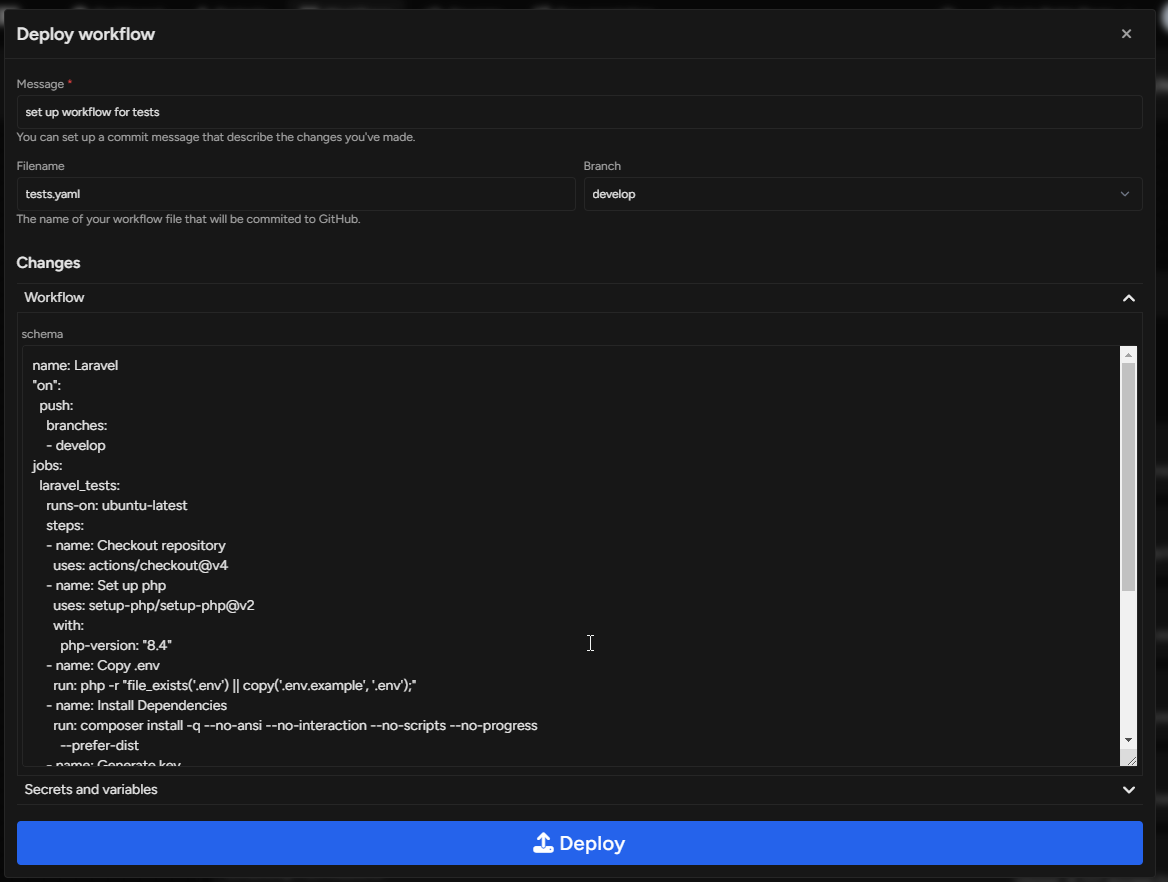 Deploy workflow
Message *
set up workflow for tests
You can set up a commit message that describe the changes you've made.
Filename
Branch
tests.yaml
develop
The name of your workflow file that will be commited to GitHub.
Changes
Workflow
schema
name: Laravel
"on":
  push:
    branches:
    - develop
jobs:
  laravel_tests:
    runs-on: ubuntu-latest
    steps:
    - name: Checkout repository
      uses: actions/checkout@v4
    - name: Set up php
      uses: setup-php/setup-php@v2
      with:
        php-version: "8.4"
    - name: Copy .env
      run: php -r "file_exists('.env') || copy('.env.example', '.env');"
    - name: Install Dependencies
      run: composer install -q --no-ansi --no-interaction --no-scripts --no-progress
        --prefer-dist
    - name: Generate key
Secrets and variables
Deploy